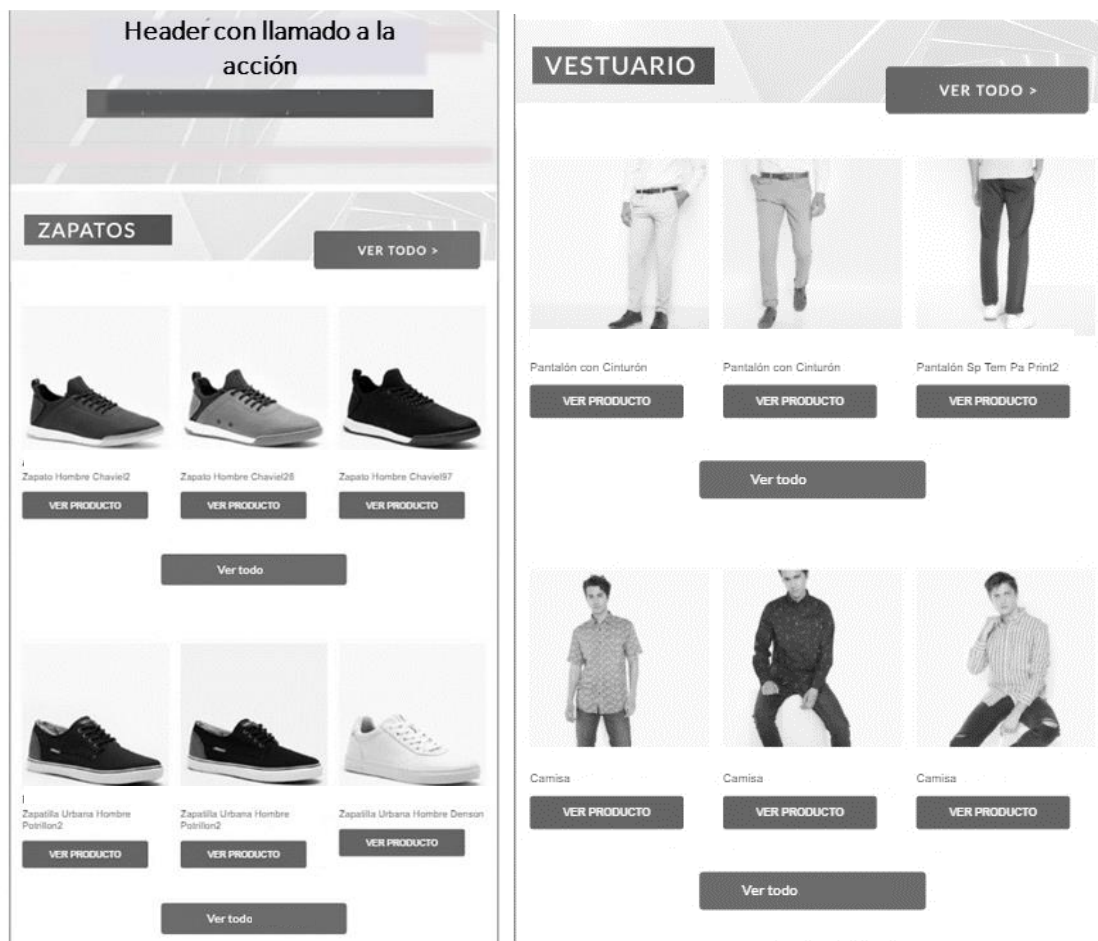 Header con llamado a la
acción
ZAPATOS
VER TODO >
Zapato Hombre Chaviel2
Zapato Hombre Chaviel28
Zapato Hombre Chaviel97
VER PRODUCTO
VER PRODUCTO
VER PRODUCTO
Ver todo
Zapatilla Urbana Hombre
Potrillon2
Zapatilla Urbana Hombre
Potrillon2
Zapatilla Urbana Hombre Denson
VER PRODUCTO
VER PRODUCTO
VER PRODUCTO
Ver todo
VESTUARIO
VER TODO >
Pantalón con Cinturón
Pantalón con Cinturón
Pantalón Sp Tem Pa Print2
VER PRODUCTO
VER PRODUCTO
VER PRODUCTO
Ver todo
Camisa
Camisa
Camisa
VER PRODUCTO
VER PRODUCTO
VER PRODUCTO
Ver todo